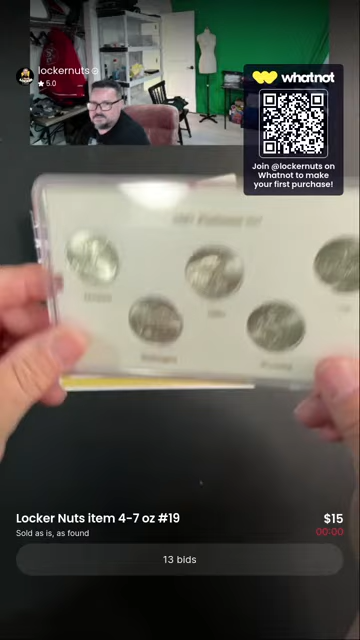 lockernuts
5.0
whatnot
Join @lockernuts on
Whatnot to make
your first purchase!
Locker Nuts item 4-7 oz #19
$15
Sold as is, as found
00:00
13 bids